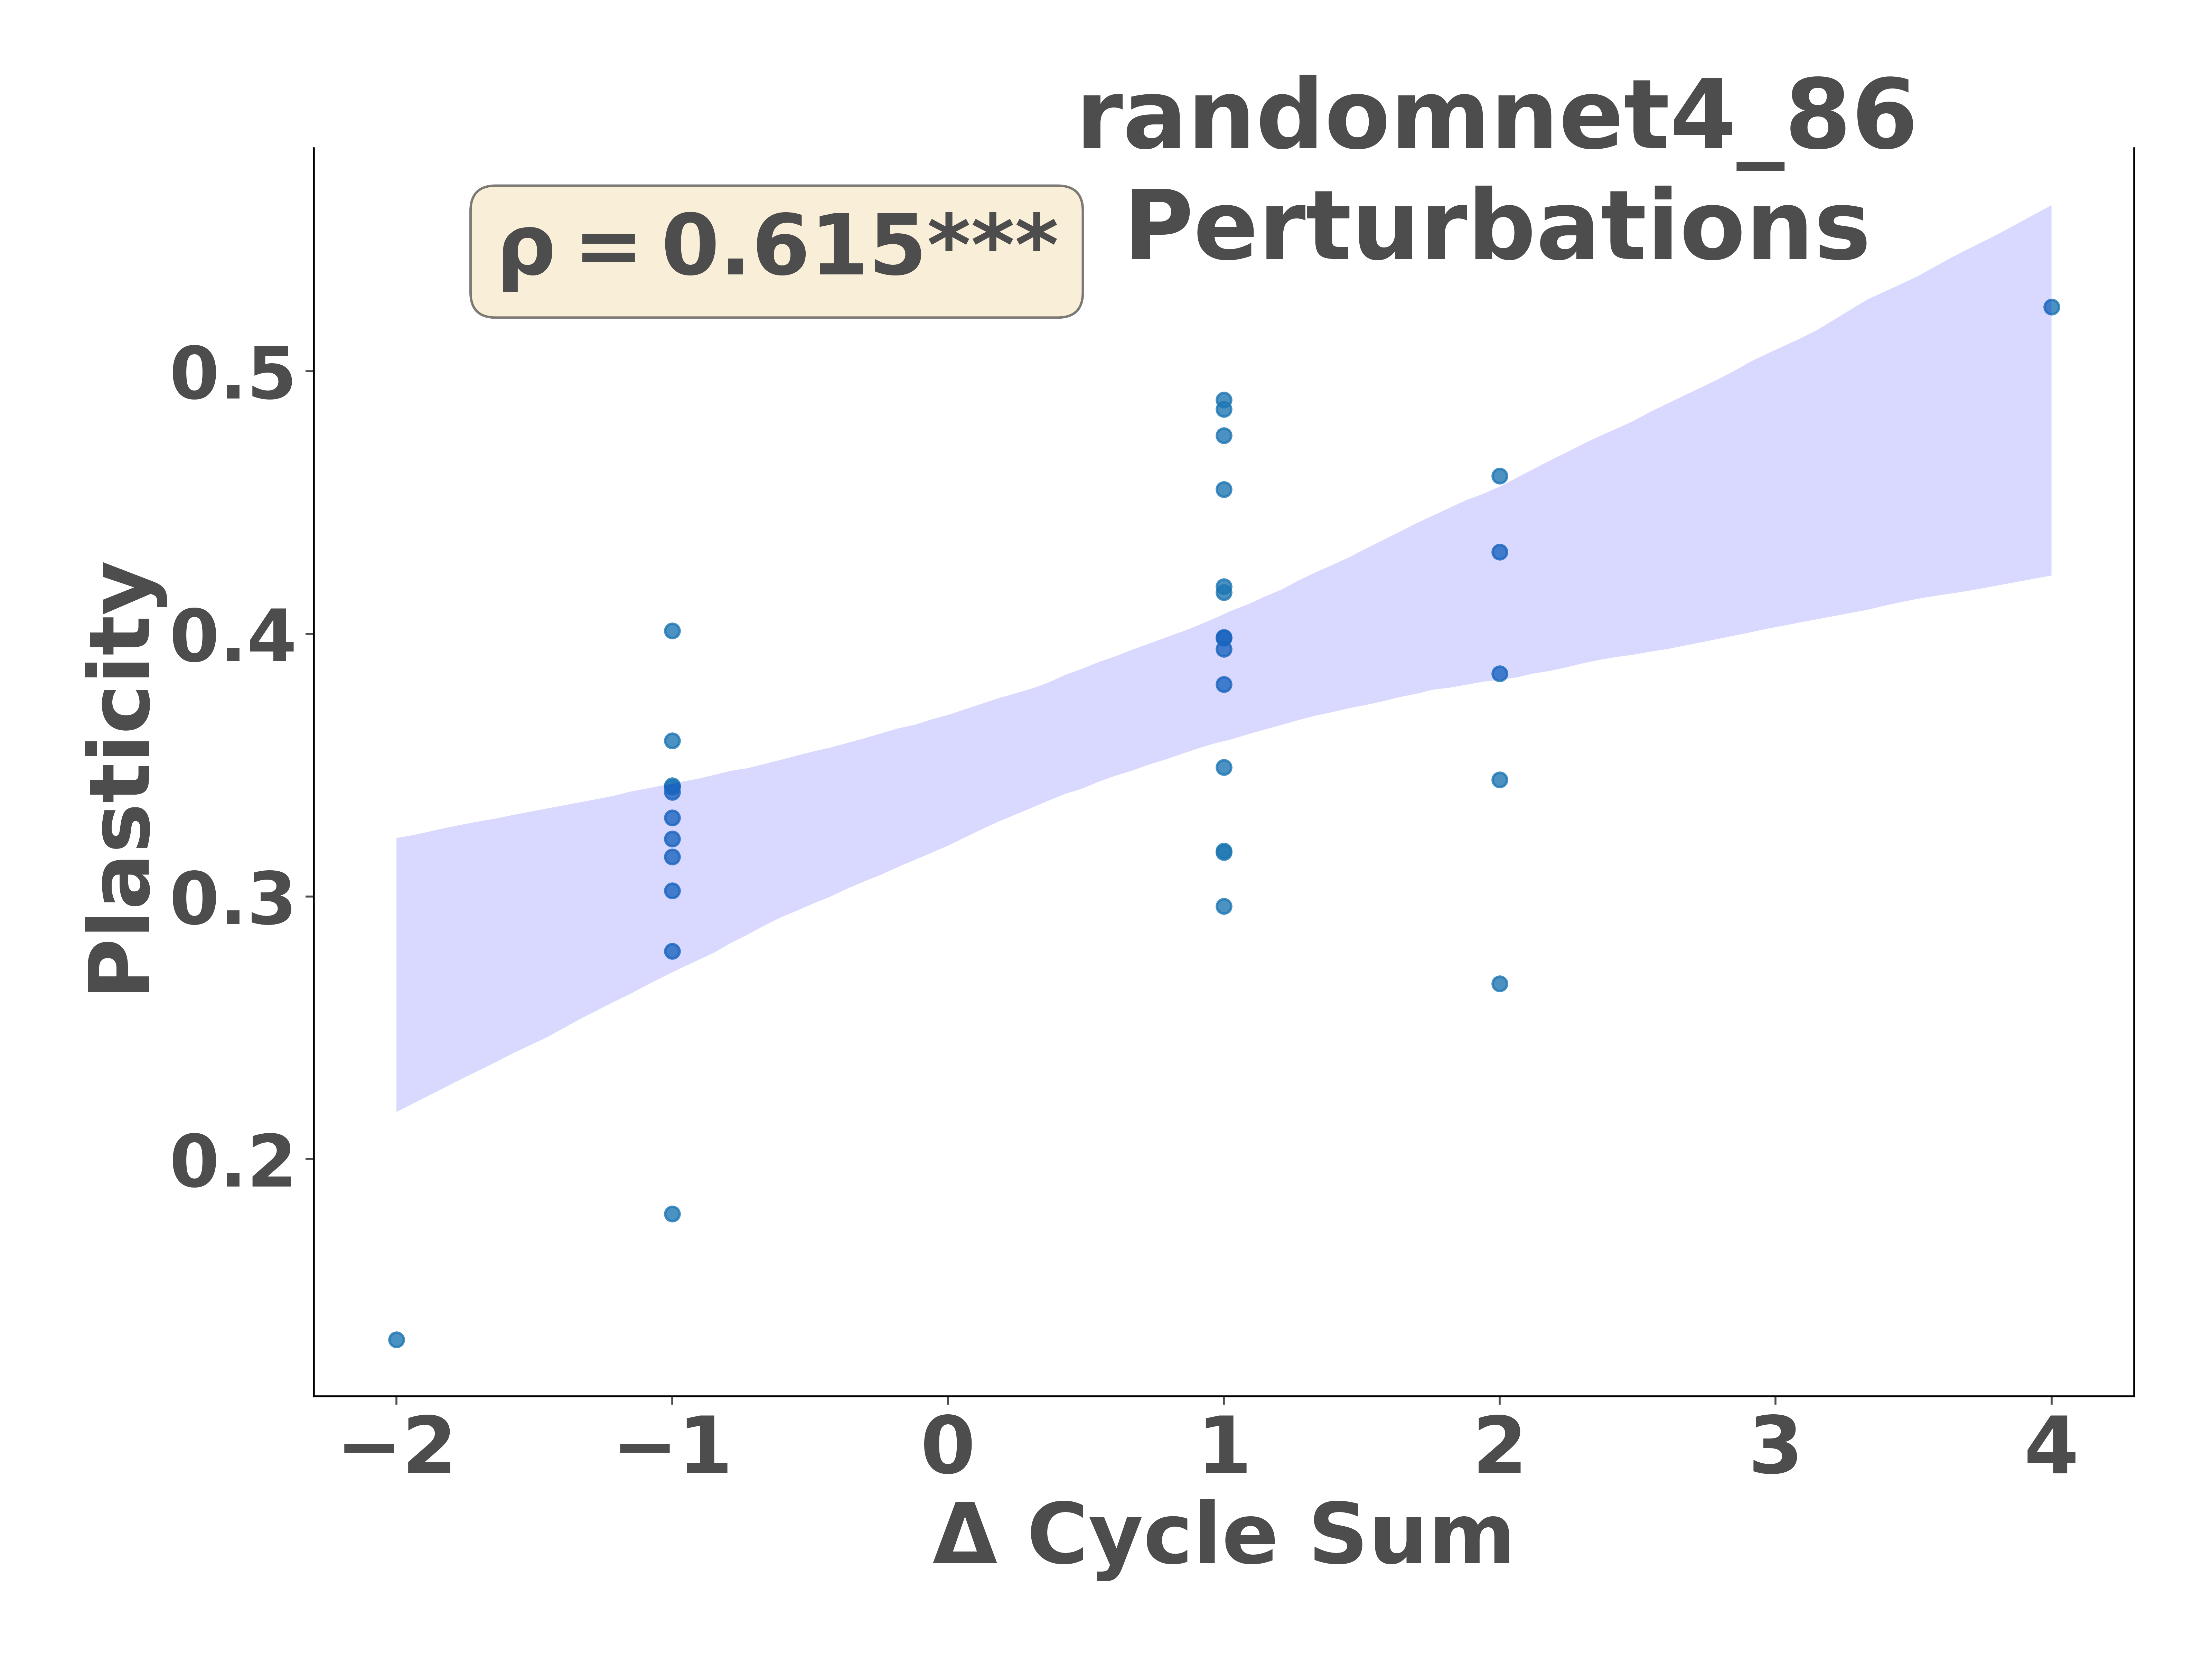 randomnet4_86
Perturbations
ρ = 0.615***
Plasticity
0.5
0.4
0.3
0.2
−2 −1 0 1 2 3 4
Δ Cycle Sum